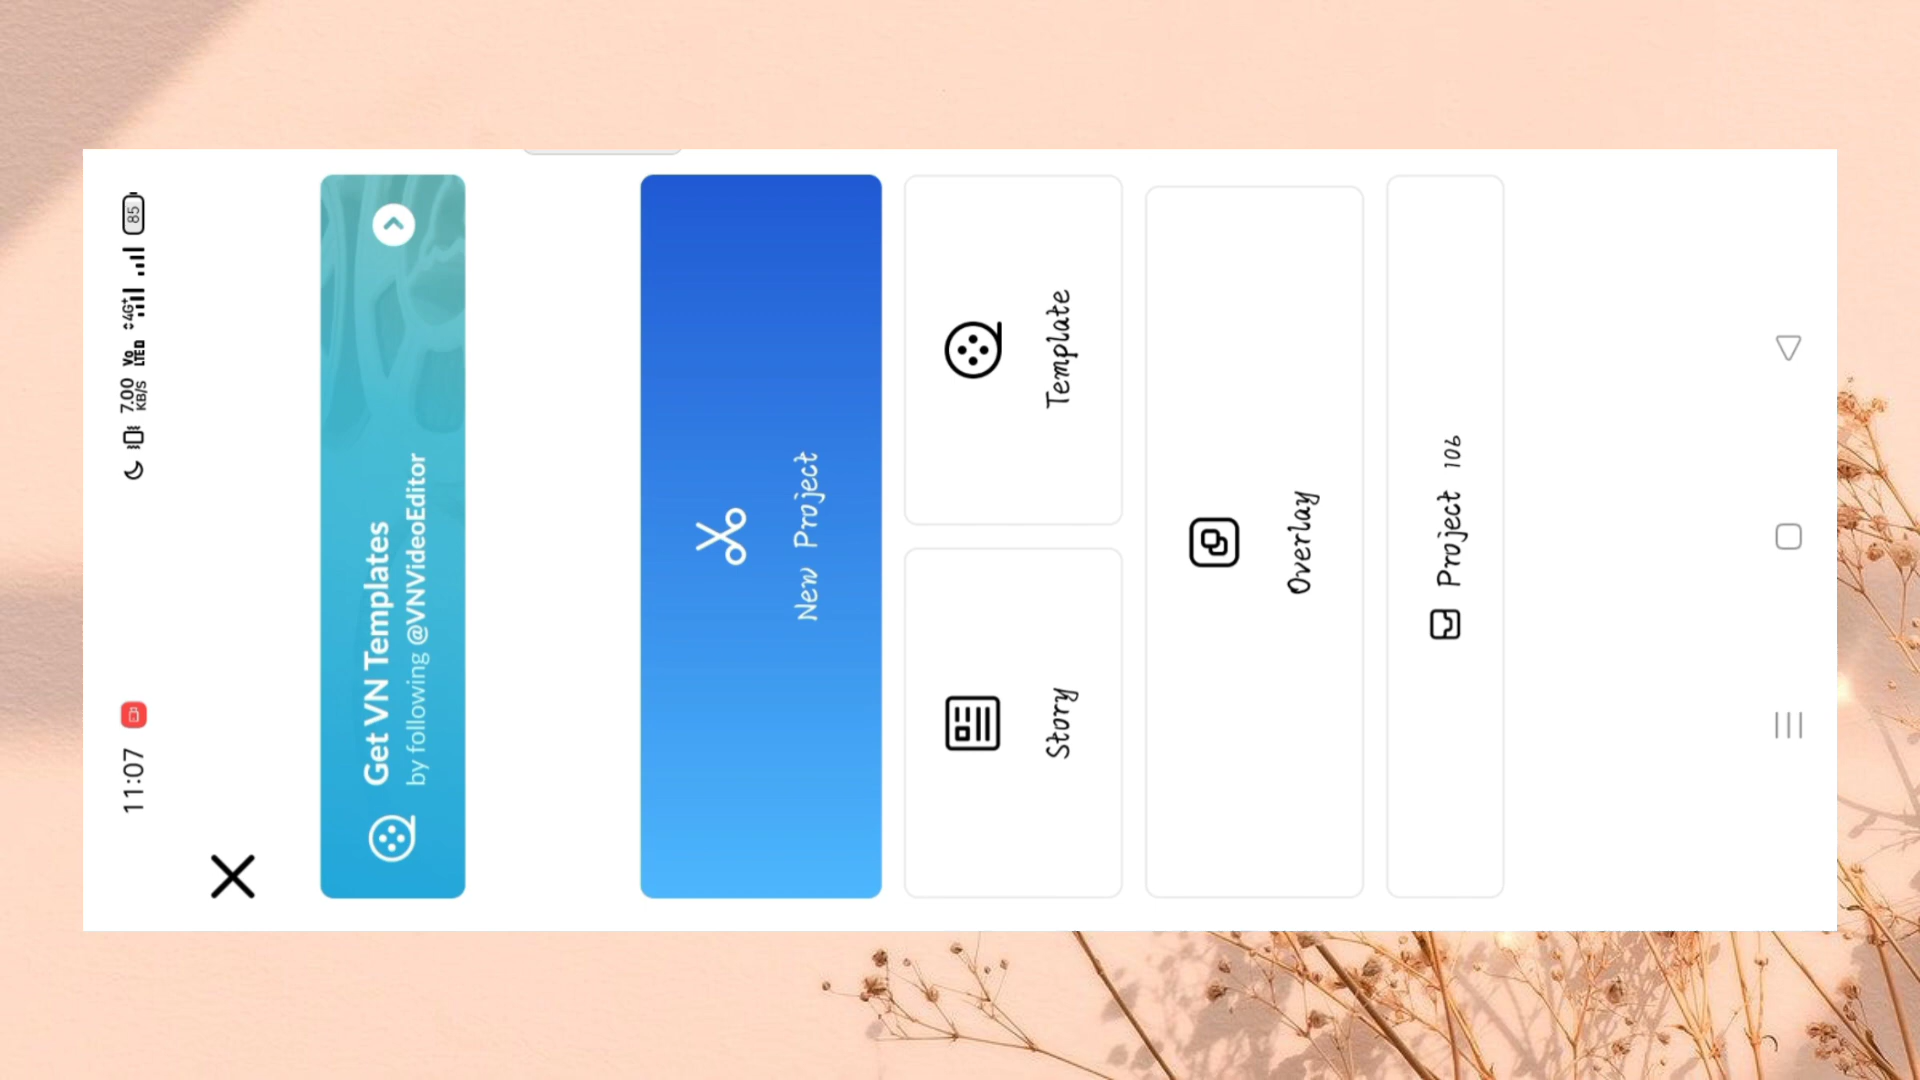 11:07
7.00 KB/S
Vo LTED
4G+
85
Get VN Templates
by following @VNVideoEditor
New Project
Story
Template
Overlay
Project 106